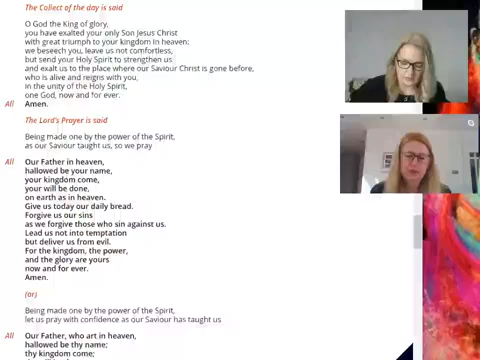 The Collect of the day is said
O God the King of glory,
you have exalted your only Son Jesus Christ
with great triumph to your kingdom in heaven:
we beseech you, leave us not comfortless,
but send your Holy Spirit to strengthen us
and exalt us to the place where our Saviour Christ is gone before,
who is alive and reigns with you,
in the unity of the Holy Spirit,
one God, now and for ever.
All Amen.
The Lord's Prayer is said
Being made one by the power of the Spirit,
as our Saviour taught us, so we pray
All Our Father in heaven,
hallowed be your name,
your kingdom come,
your will be done,
on earth as in heaven.
Give us today our daily bread.
Forgive us our sins
as we forgive those who sin against us.
Lead us not into temptation
but deliver us from evil.
For the kingdom, the power,
and the glory are yours
now and for ever.
Amen.
(or)
Being made one by the power of the Spirit,
let us pray with confidence as our Saviour has taught us
All Our Father, who art in heaven,
hallowed be thy name;
thy kingdom come;